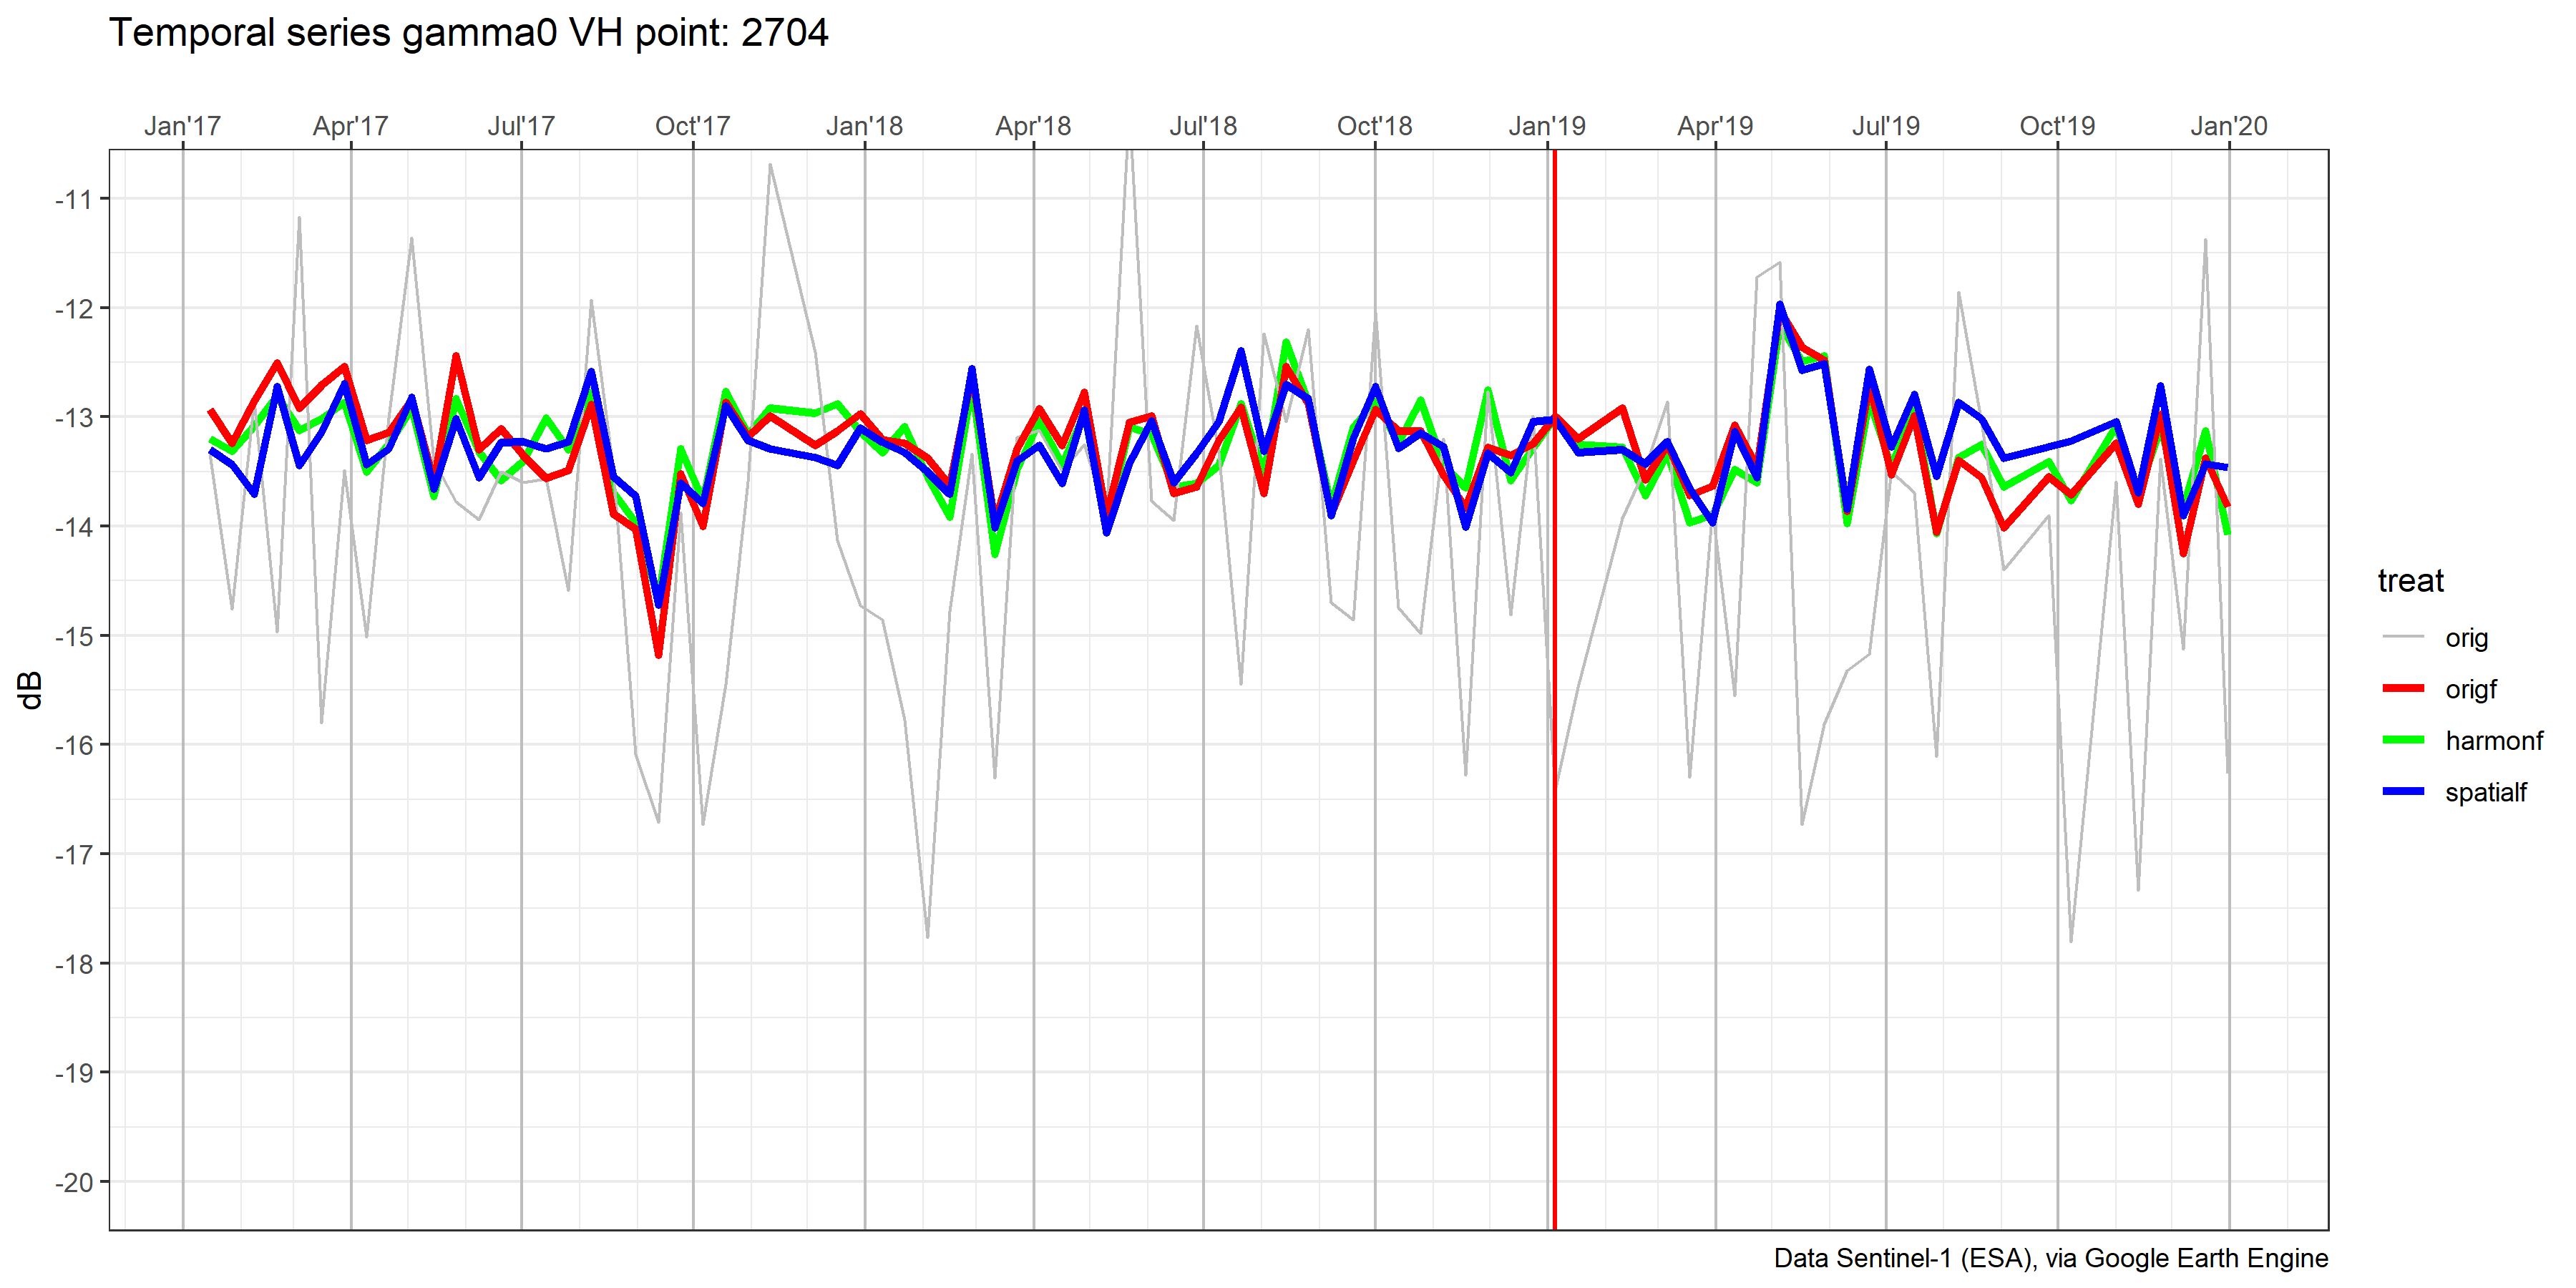 Temporal series gamma0 VH point: 2704
Jan'17 Apr'17 Jul'17 Oct'17 Jan'18 Apr'18 Jul'18 Oct'18 Jan'19 Apr'19 Jul'19 Oct'19 Jan'20
-11
-12
-13
-14
-15
-16
-17
-18
-19
-20
dB
treat
orig
origf
harmonf
spatialf
Data Sentinel-1 (ESA), via Google Earth Engine